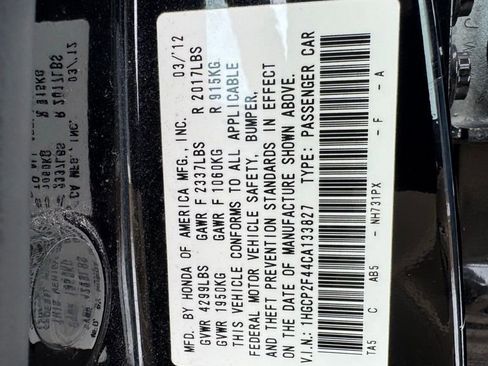 MFD. BY HONDA OF AMERICA MFG., INC. 03/12
GVWR 4299LBS GAWR F 2337LBS R 2017LBS
GVWR 1950KG GAWR F 1060KG R 915KG
THIS VEHICLE CONFORMS TO ALL APPLICABLE
FEDERAL MOTOR VEHICLE SAFETY, BUMPER,
AND THEFT PREVENTION STANDARDS IN EFFECT
ON THE DATE OF MANUFACTURE SHOWN ABOVE.
V.I.N.: 1HGCP2F44CA133827 TYPE: PASSENGER CAR
TA5 C AB5 - NH731PX - F - A